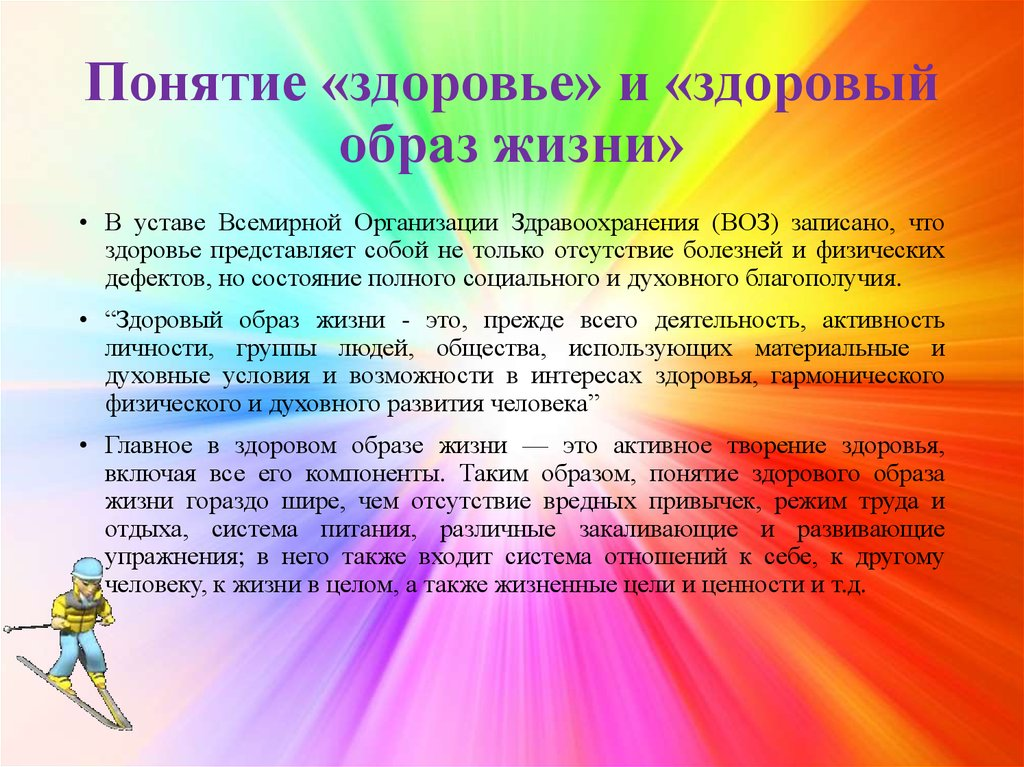 Понятие «здоровье» и «здоровый
образ жизни»
• В уставе Всемирной Организации Здравоохранения (ВОЗ) записано, что
здоровье представляет собой не только отсутствие болезней и физических
дефектов, но состояние полного социального и духовного благополучия.
• “Здоровый образ жизни - это, прежде всего деятельность, активность
личности, группы людей, общества, использующих материальные и
духовные условия и возможности в интересах здоровья, гармонического
физического и духовного развития человека”
• Главное в здоровом образе жизни — это активное творение здоровья,
включая все его компоненты. Таким образом, понятие здорового образа
жизни гораздо шире, чем отсутствие вредных привычек, режим труда и
отдыха, система питания, различные закаливающие и развивающие
упражнения; в него также входит система отношений к себе, к другому
человеку, к жизни в целом, а также жизненные цели и ценности и т.д.